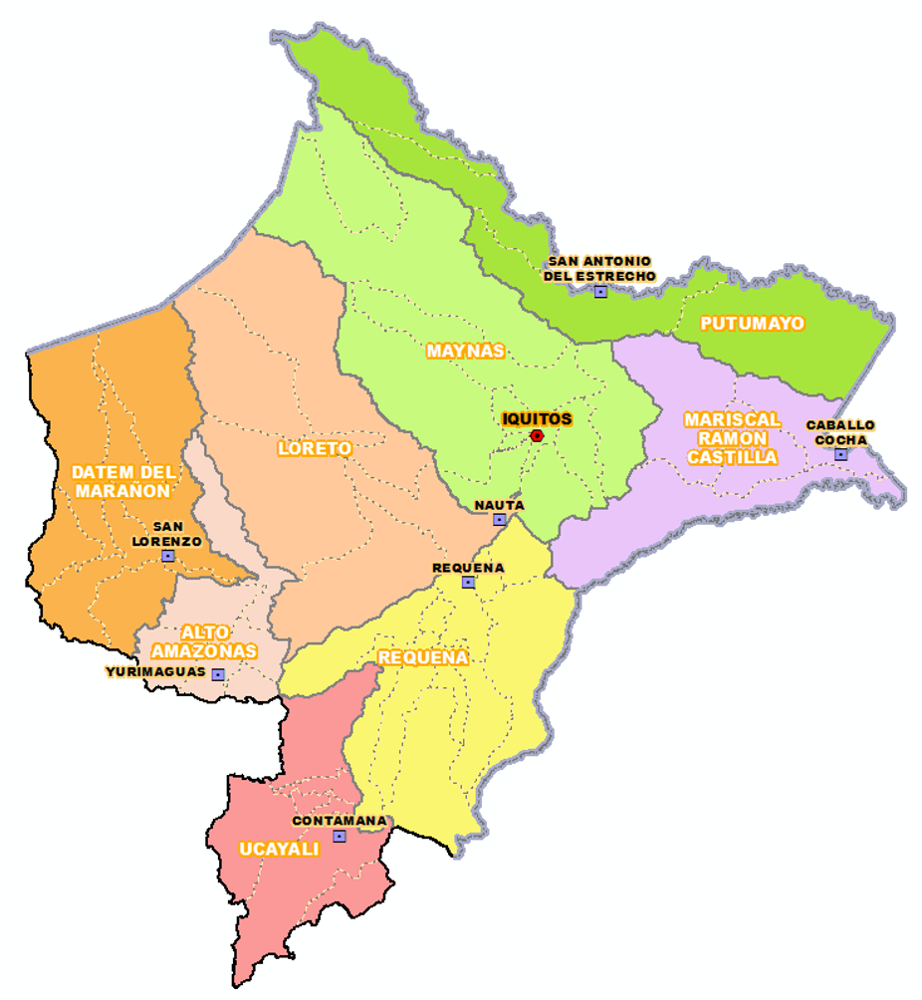 SAN ANTONIO
DEL ESTRECHO
PUTUMAYO
MAYNAS
IQUITOS
MARISCAL
RAMON
CASTILLA
CABALLO
COCHA
LORETO
DATEM DEL
MARAÑON
NAUTA
SAN
LORENZO
REQUENA
ALTO
AMAZONAS
REQUENA
YURIMAGUAS
CONTAMANA
UCAYALI